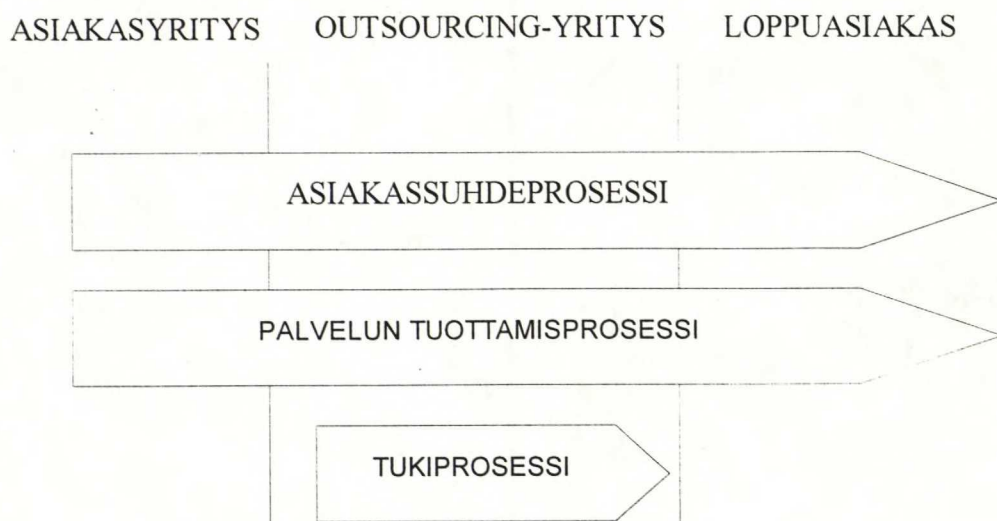 ASIAKASYRITYS OUTSOURCING-YRITYS LOPPUASIAKAS
ASIAKASSUHDEPROSESSI
PALVELUN TUOTTAMISPROSESSI
TUKIPROSESSI